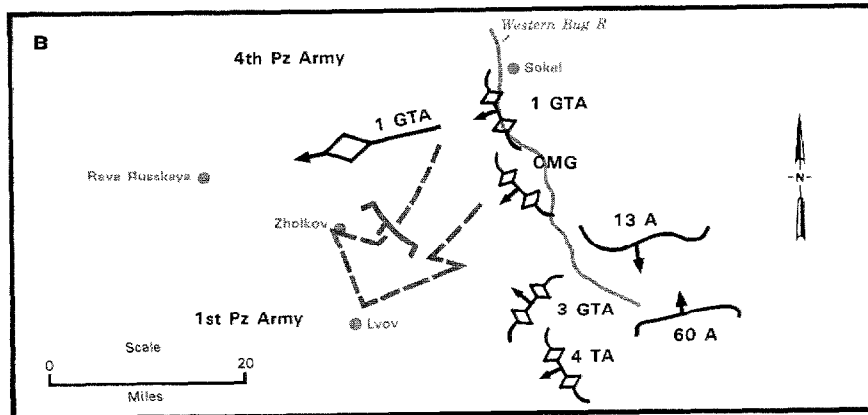 B
Western Bug R
4th Pz Army
Sokal
1 GTA
1 GTA
CMG
Rava Russkaya
13 A
Zholkov
1st Pz Army
Lvov
3 GTA
60 A
4 TA
Scale
0 20
Miles
N